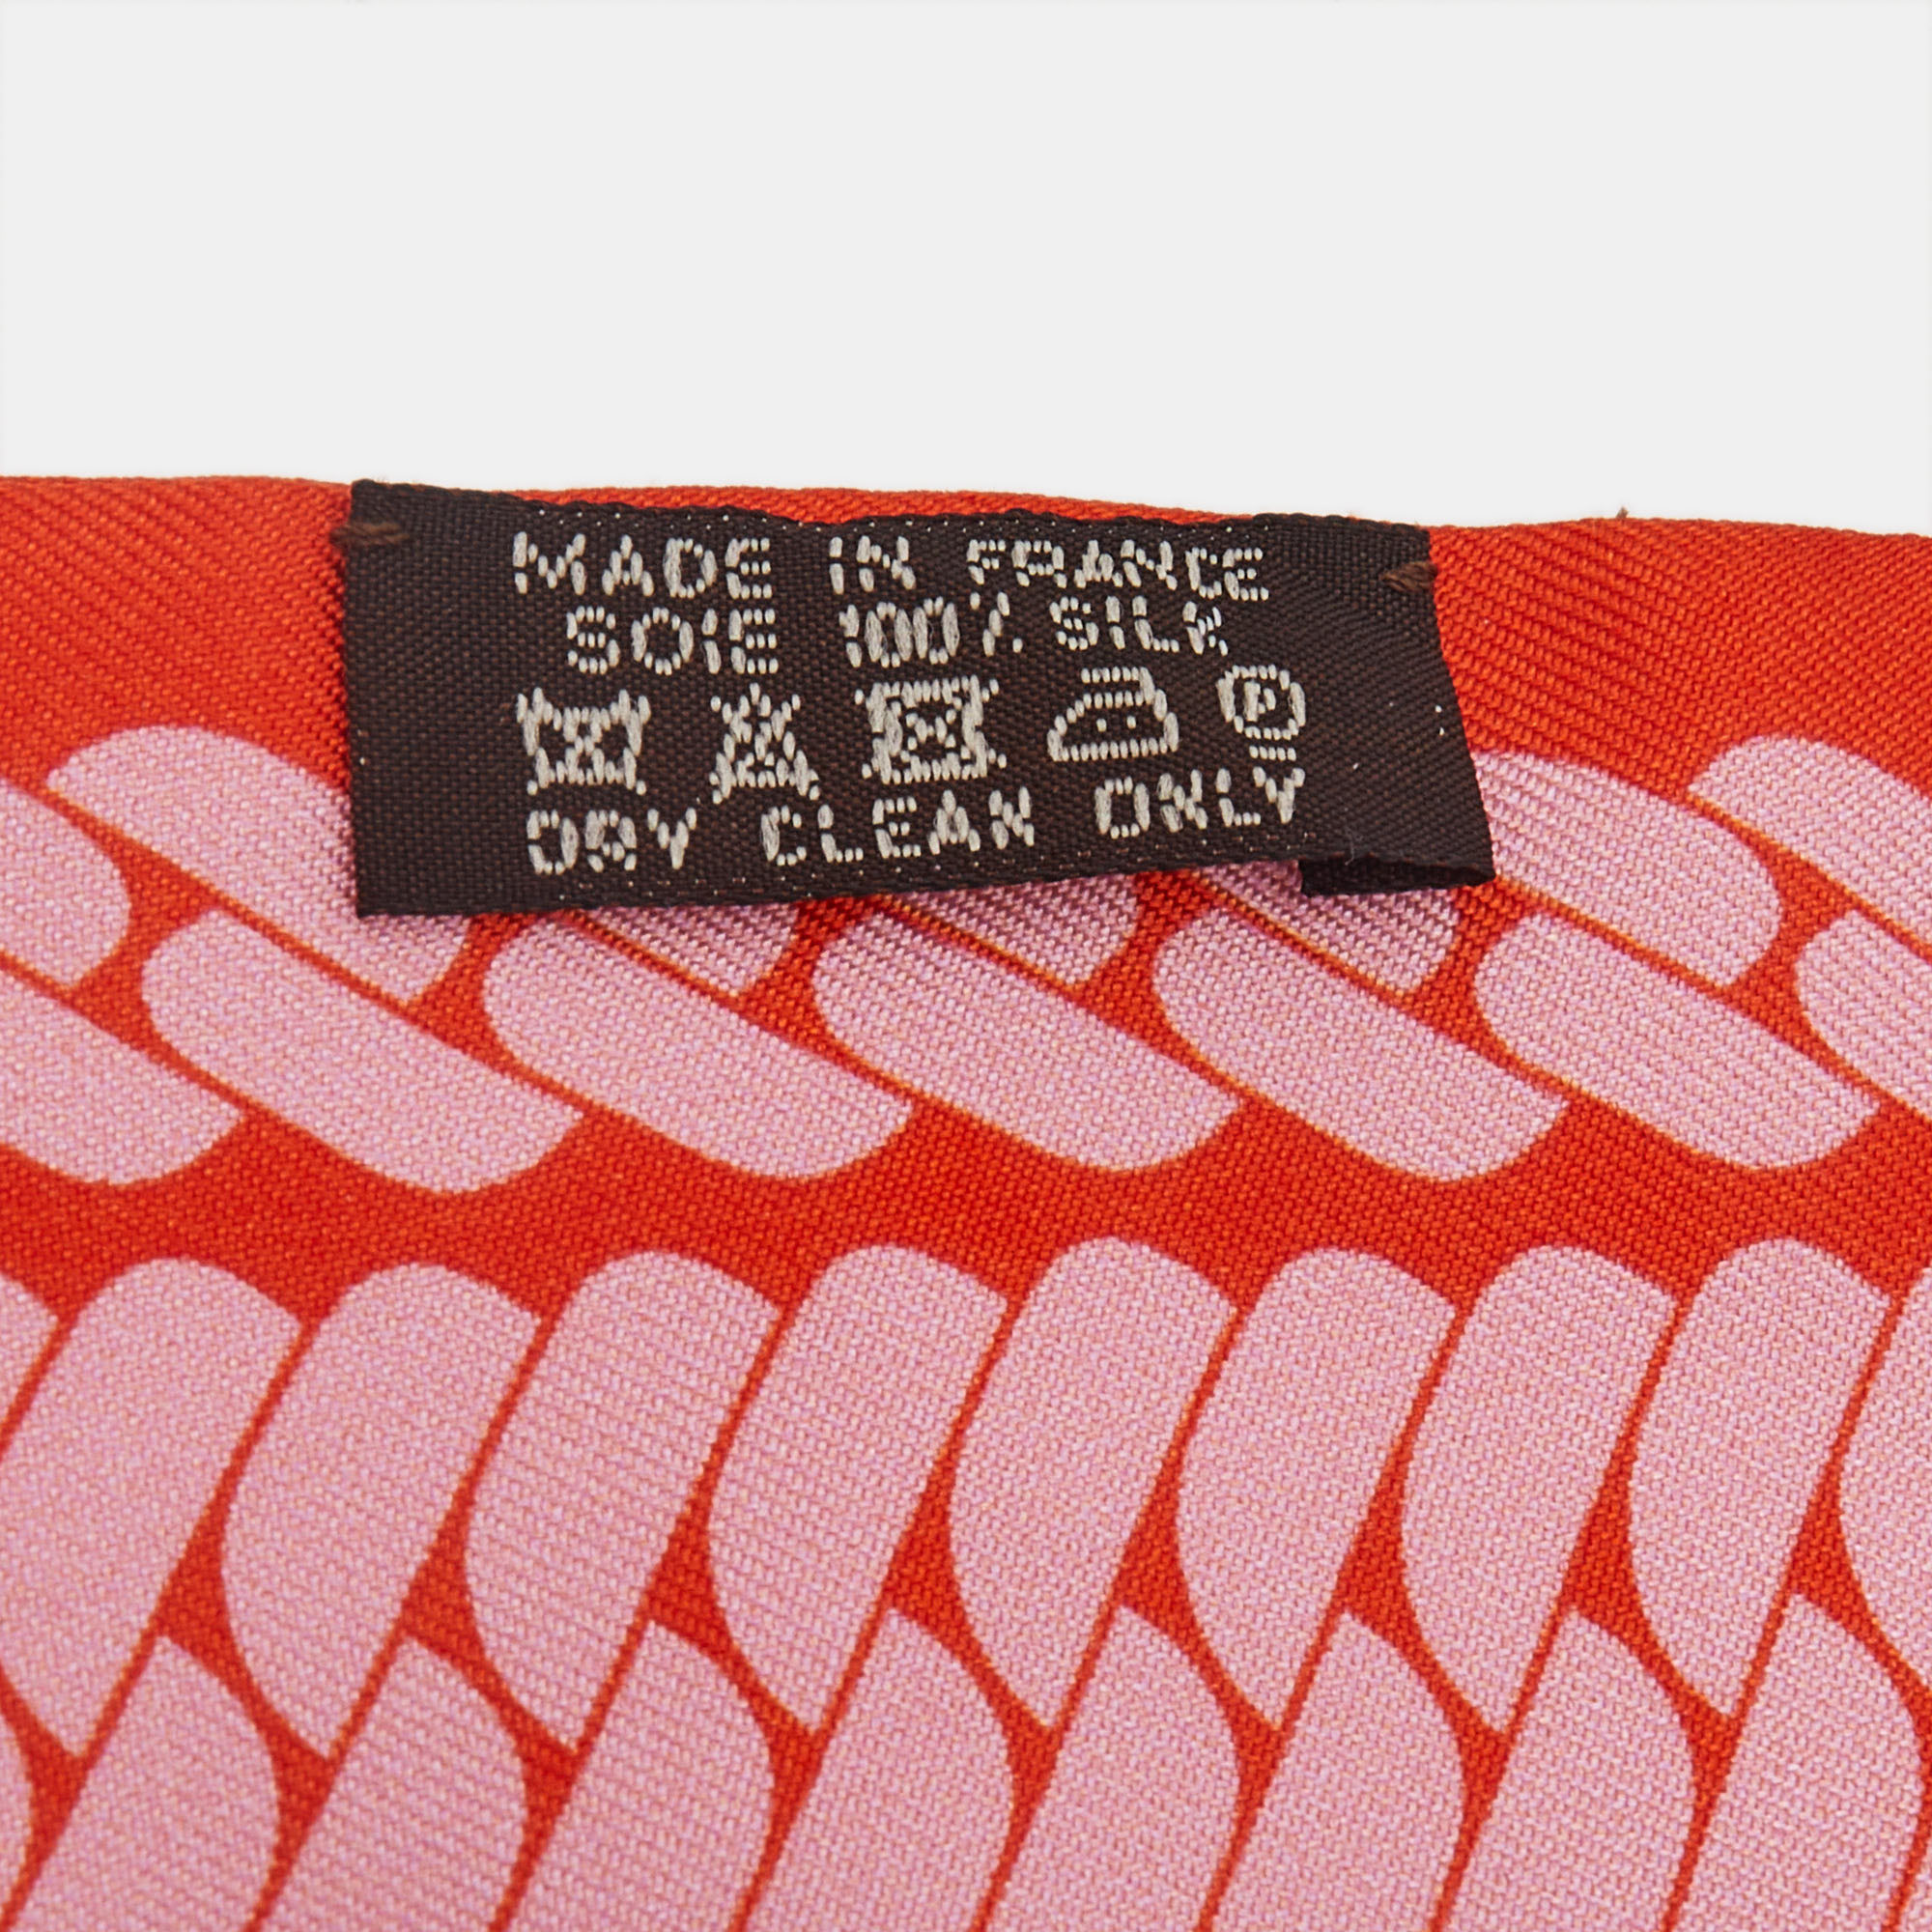 MADE IN FRANCE
SOIE 100% SILK
P
DRY CLEAN ONLY